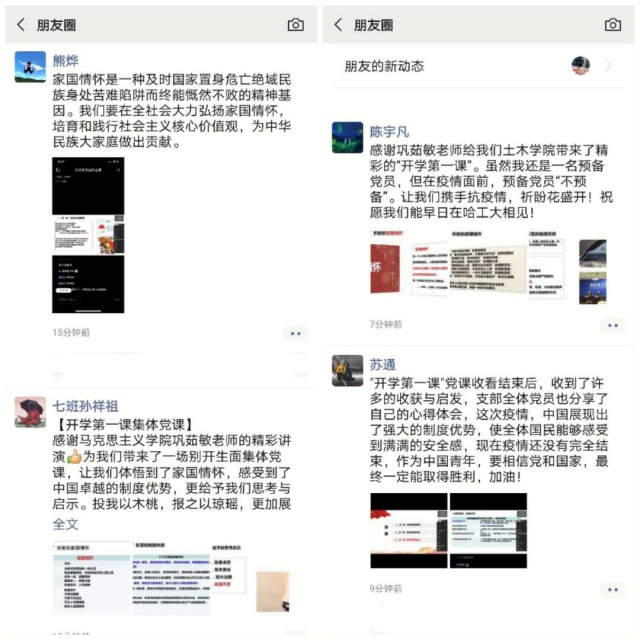 朋友圈
熊烨
家国情怀是一种及时国家置身危亡绝域民
族身处苦难陷阱而终能慨然不败的精神基
因。我们要在全社会大力弘扬家国情怀，
培育和践行社会主义核心价值观，为中华
民族大家庭做出贡献。
15分钟前
七班孙祥祖
【开学第一课集体党课】
感谢马克思主义学院巩茹敏老师的精彩讲
演👍为我们带来了一场别开生面集体党
课，让我们体悟到了家国情怀，感受到了
中国卓越的制度优势，更给予我们思考与
启示。投我以木桃，报之以琼瑶，更加展
全文
朋友圈
朋友的新动态
陈宇凡
感谢巩茹敏老师给我们土木学院带来了精
彩的“开学第一课”。虽然我还是一名预备
党员，但在疫情面前，预备党员“不预
备”。让我们携手抗疫情，祈盼花盛开！祝
愿我们能早日在哈工大相见！
7分钟前
苏通
"开学第一课"党课收看结束后，收到了许
多的收获与启发，支部全体党员也分享了
自己的心得体会，这次疫情，中国展现出
了强大的制度优势，使全体国民能够感受
到满满的安全感，现在疫情还没有完全结
束，作为中国青年，要相信党和国家，最
终一定能取得胜利，加油！
9分钟前